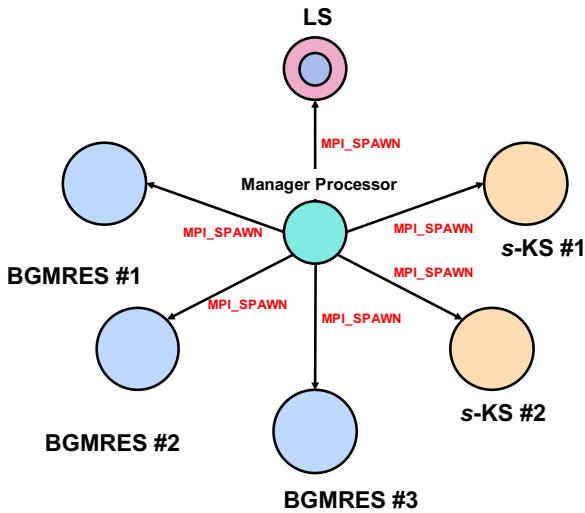 LS
MPI_SPAWN
Manager Processor
MPI_SPAWN
MPI_SPAWN
BGMRES #1
s-KS #1
MPI_SPAWN
MPI_SPAWN
MPI_SPAWN
s-KS #2
BGMRES #2
BGMRES #3